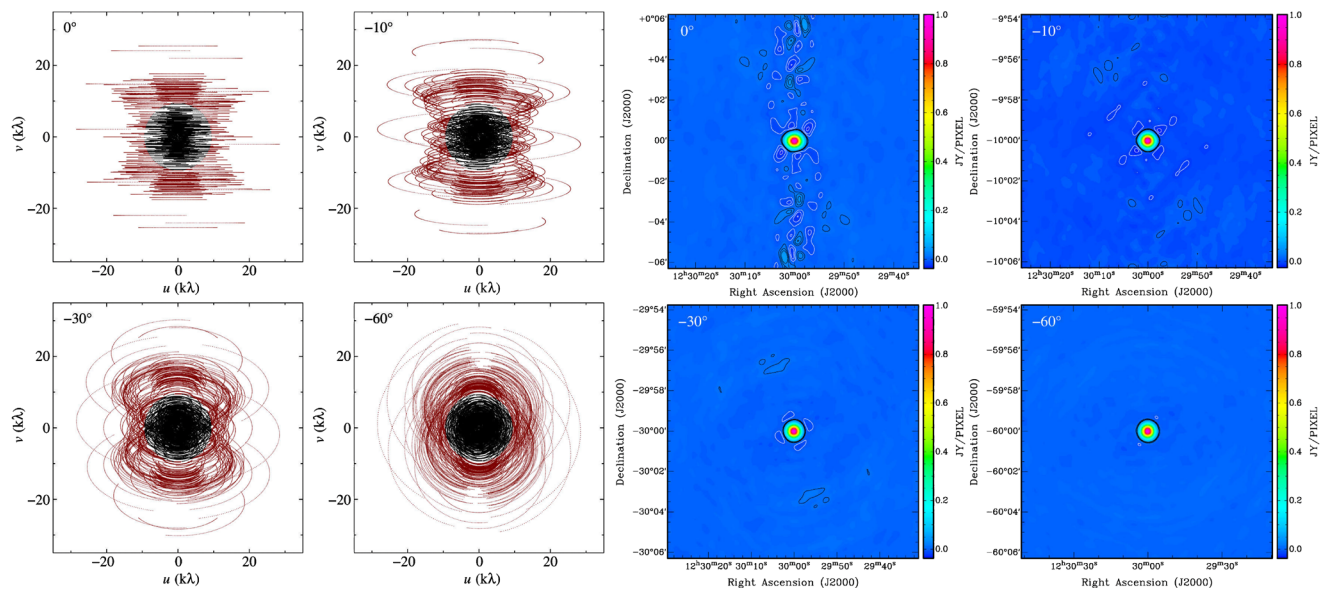 0°
20
0
−20
v (kλ)
−20
0
20
u (kλ)
−10°
20
0
−20
v (kλ)
−20
0
20
u (kλ)
0°
+0°06'
+04'
+02'
00'
−02'
−04'
−06'
Declination (J2000)
12ʰ30ᵐ20ˢ
30ᵐ10ˢ
30ᵐ00ˢ
29ᵐ50ˢ
29ᵐ40ˢ
Right Ascension (J2000)
1.0
0.8
0.6
0.4
0.2
0.0
JY/PIXEL
−10°
−9°54'
−9°56'
−9°58'
−10°00'
−10°02'
−10°04'
−10°06'
Declination (J2000)
12ʰ30ᵐ20ˢ
30ᵐ10ˢ
30ᵐ00ˢ
29ᵐ50ˢ
29ᵐ40ˢ
Right Ascension (J2000)
1.0
0.8
0.6
0.4
0.2
0.0
JY/PIXEL
−30°
20
0
−20
v (kλ)
−20
0
20
u (kλ)
−60°
20
0
−20
v (kλ)
−20
0
20
u (kλ)
−30°
−29°54'
−29°56'
−29°58'
−30°00'
−30°02'
−30°04'
−30°06'
Declination (J2000)
12ʰ30ᵐ20ˢ
30ᵐ10ˢ
30ᵐ00ˢ
29ᵐ50ˢ
29ᵐ40ˢ
Right Ascension (J2000)
1.0
0.8
0.6
0.4
0.2
0.0
JY/PIXEL
−60°
−59°54'
−59°56'
−59°58'
−60°00'
−60°02'
−60°04'
−60°06'
Declination (J2000)
12ʰ30ᵐ30ˢ
30ᵐ00ˢ
29ᵐ30ˢ
Right Ascension (J2000)
1.0
0.8
0.6
0.4
0.2
0.0
JY/PIXEL